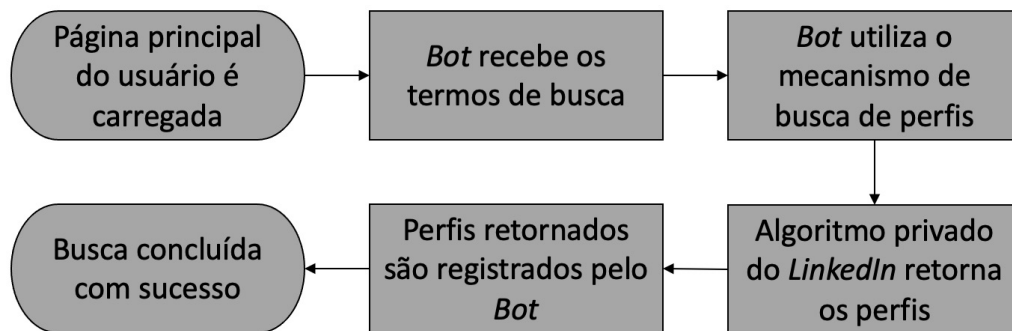 Página principal
do usuário é
carregada
Bot recebe os
termos de busca
Bot utiliza o
mecanismo de
busca de perfis
Algoritmo privado
do LinkedIn retorna
os perfis
Perfis retornados
são registrados pelo
Bot
Busca concluída
com sucesso